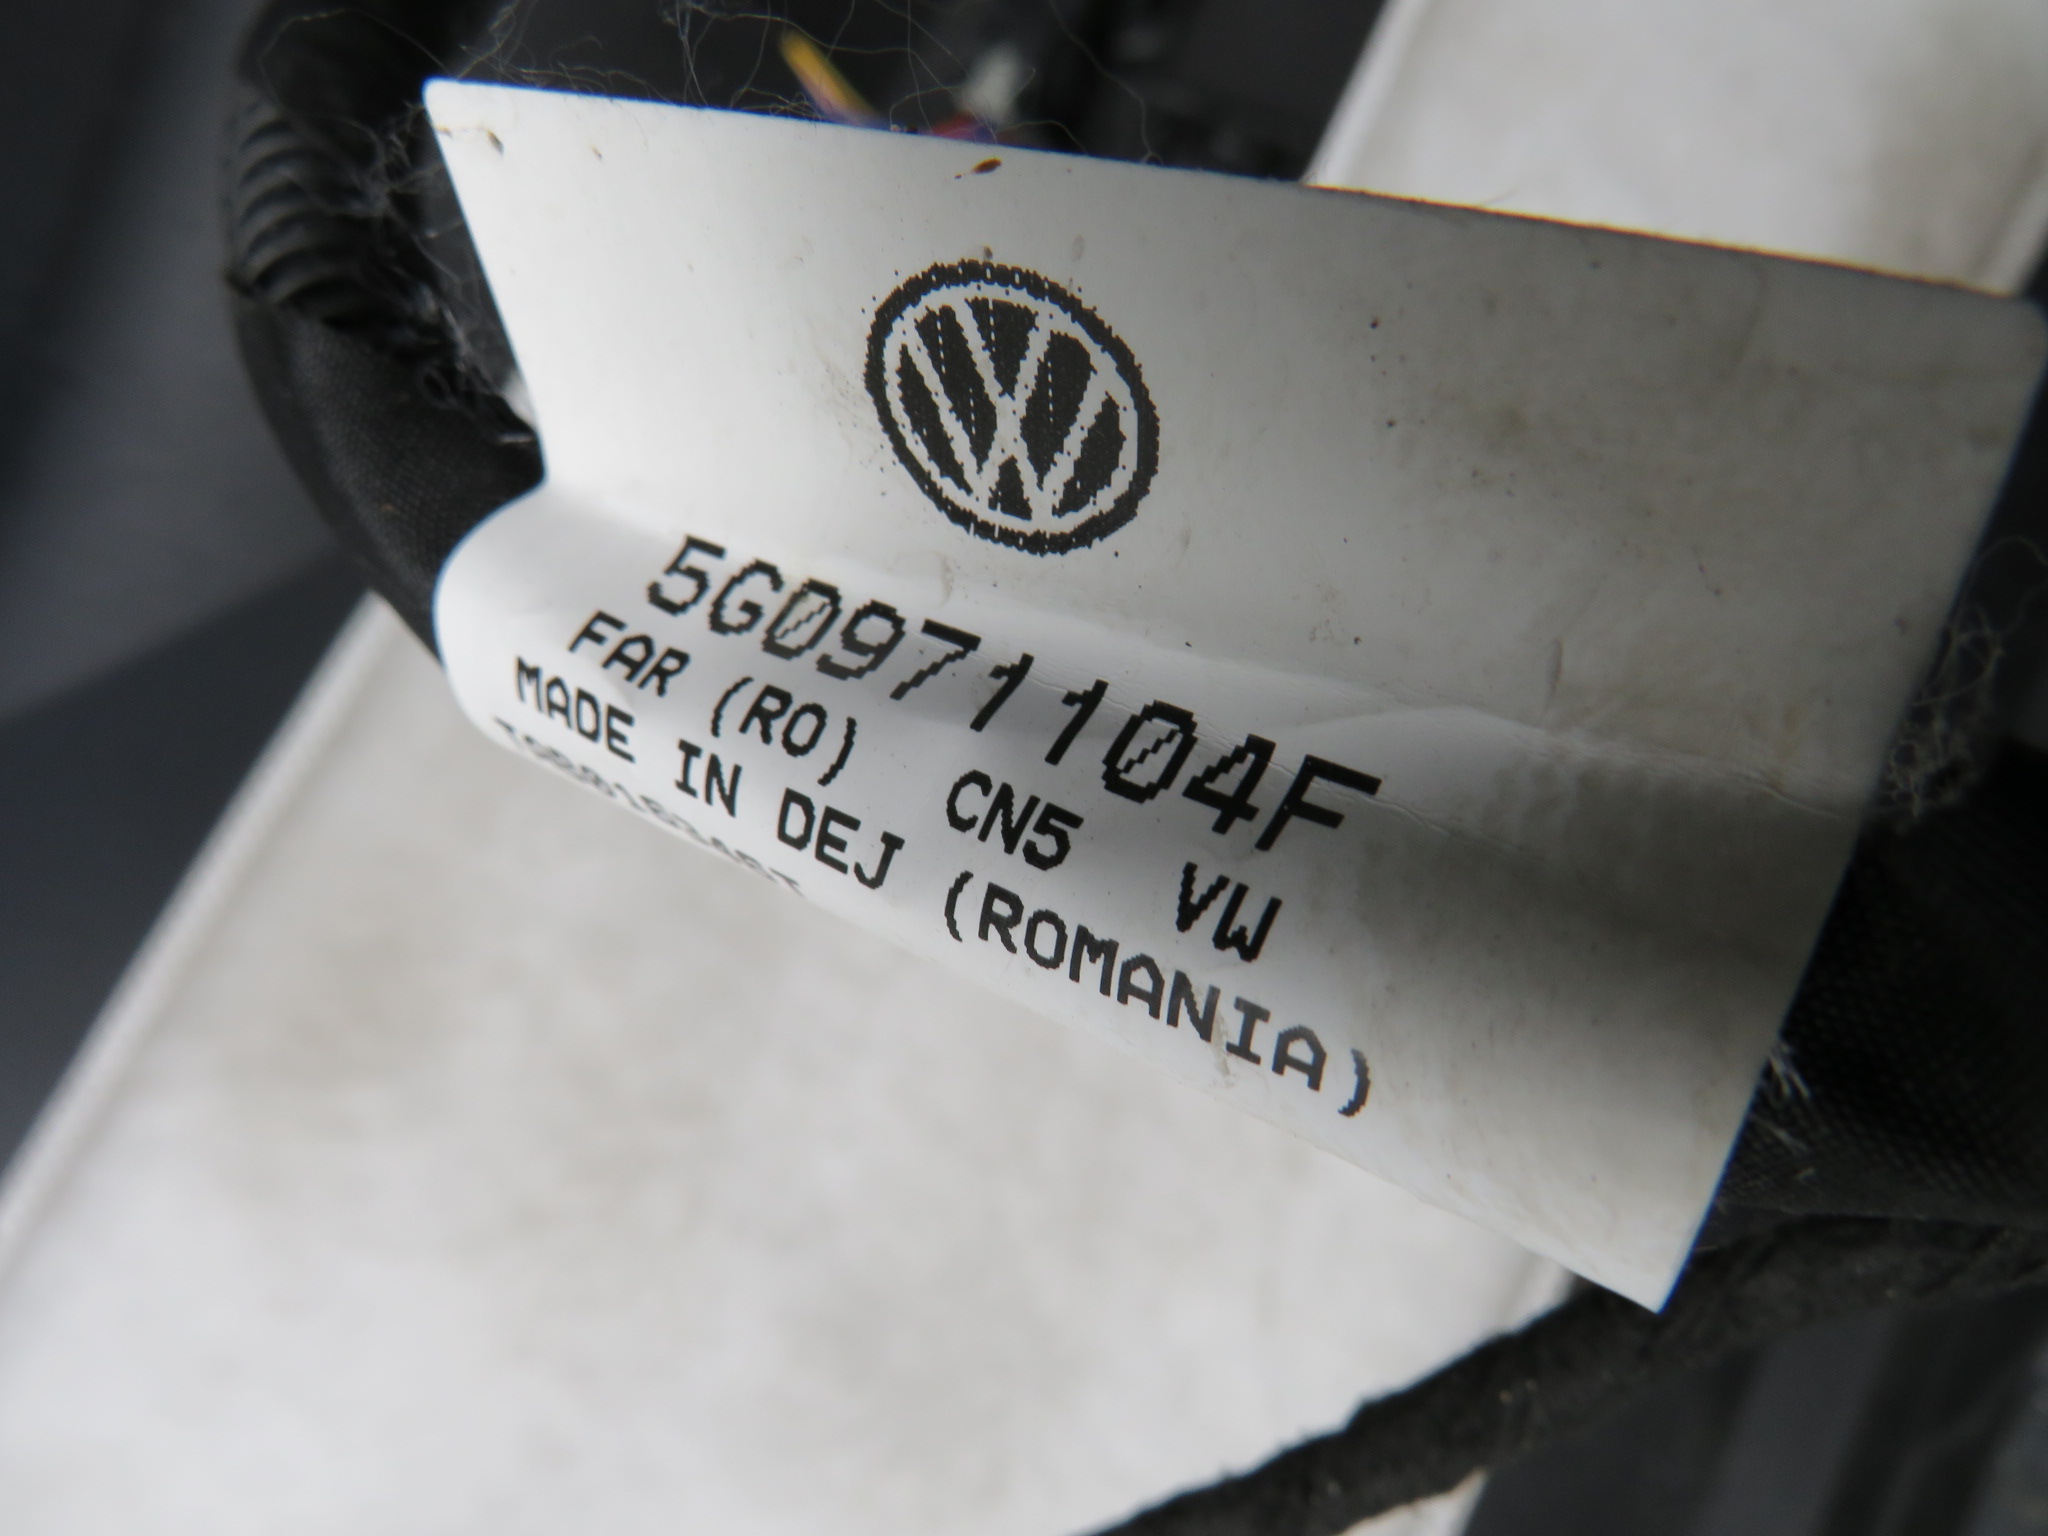 5G0971104F
FAR (RO) CN5 VW
MADE IN DEJ (ROMANIA)